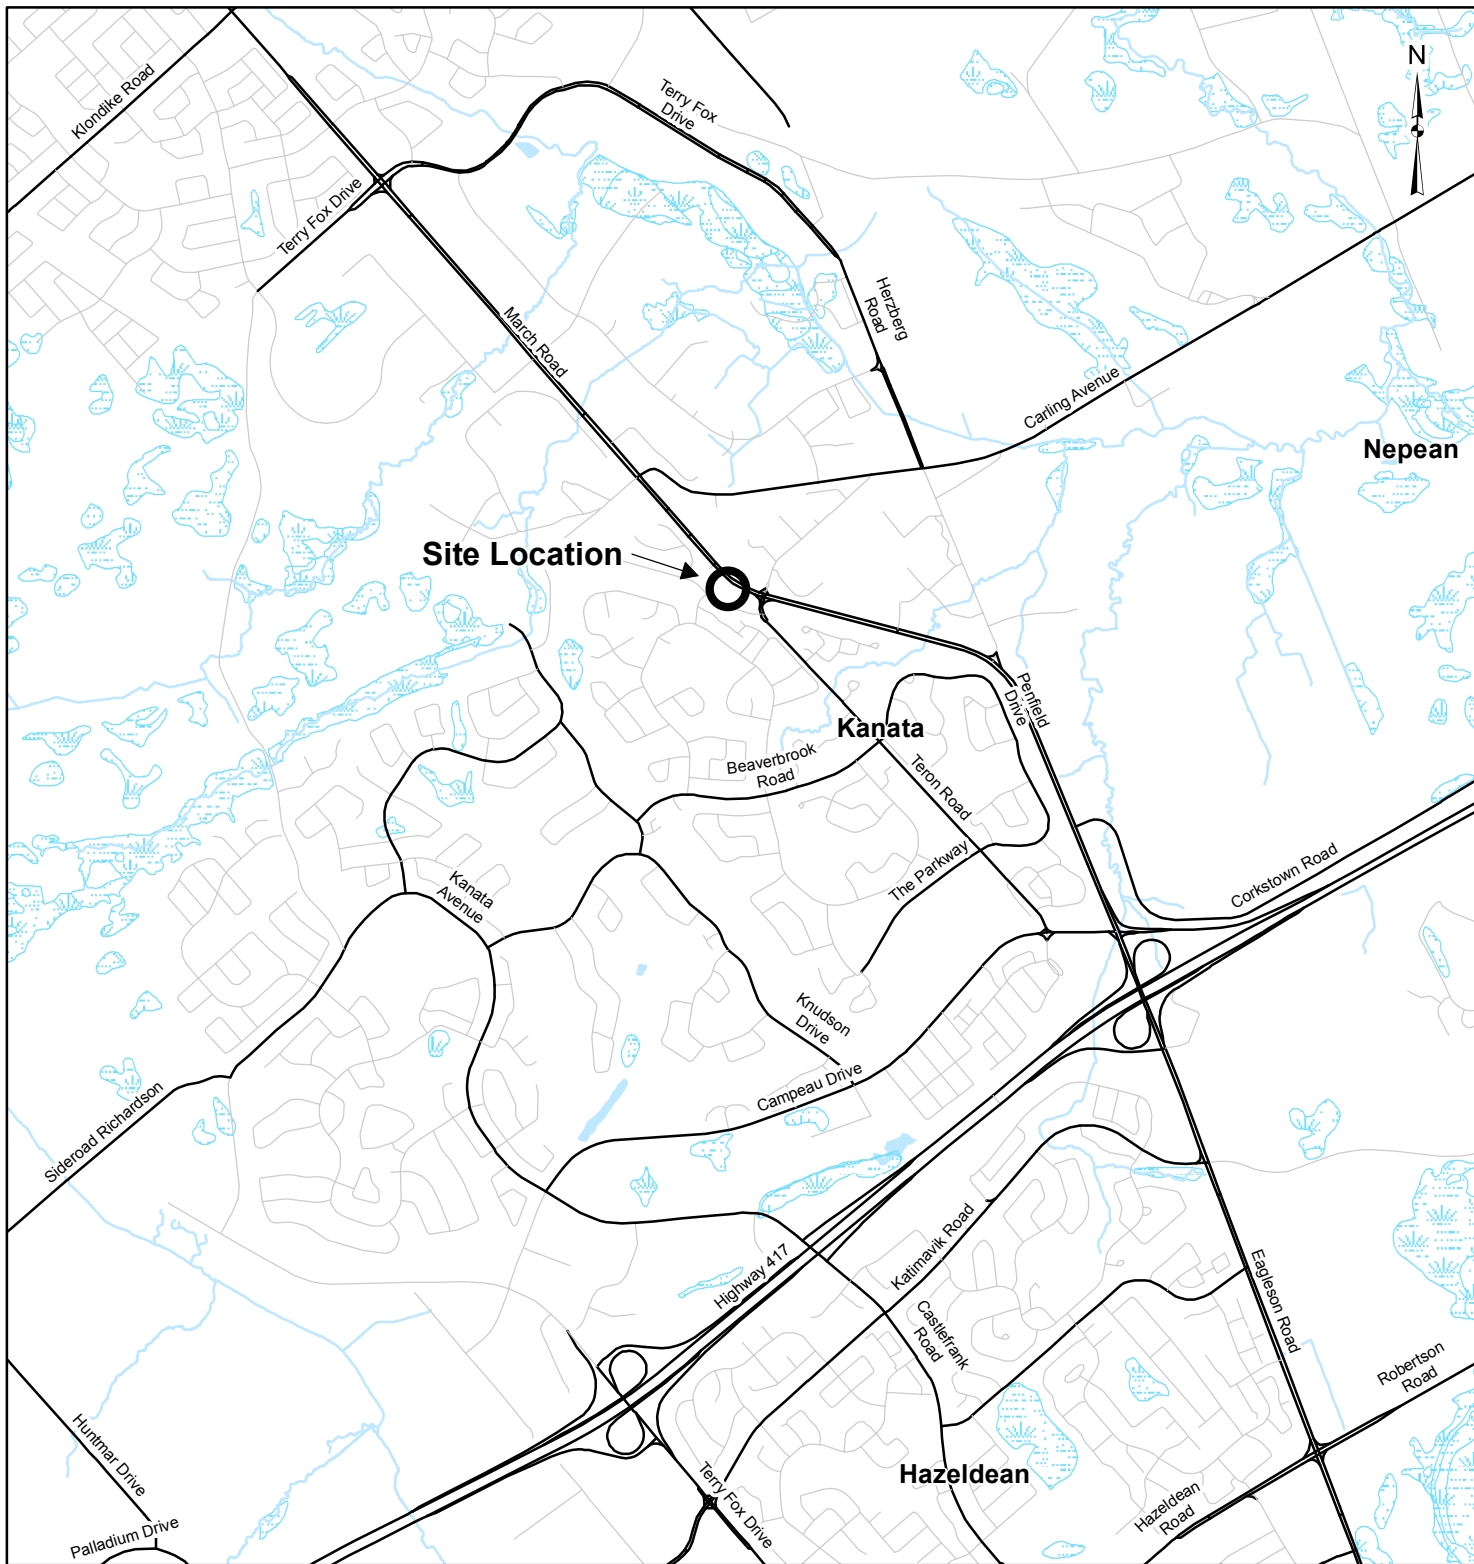 N
Klondike Road
Terry Fox
Drive
Terry Fox Drive
March Road
Herzberg
Road
Carling Avenue
Nepean
Site Location
Penfield
Drive
Kanata
Beaverbrook
Road
Teron Road
The Parkway
Corkstown Road
Kanata
Avenue
Knudson
Drive
Campeau Drive
Sideroad Richardson
Katimavik Road
Highway 417
Castlefrank
Road
Eagleson Road
Robertson
Road
Huntmar Drive
Hazeldean
Terry Fox Drive
Hazeldean
Road
Palladium Drive